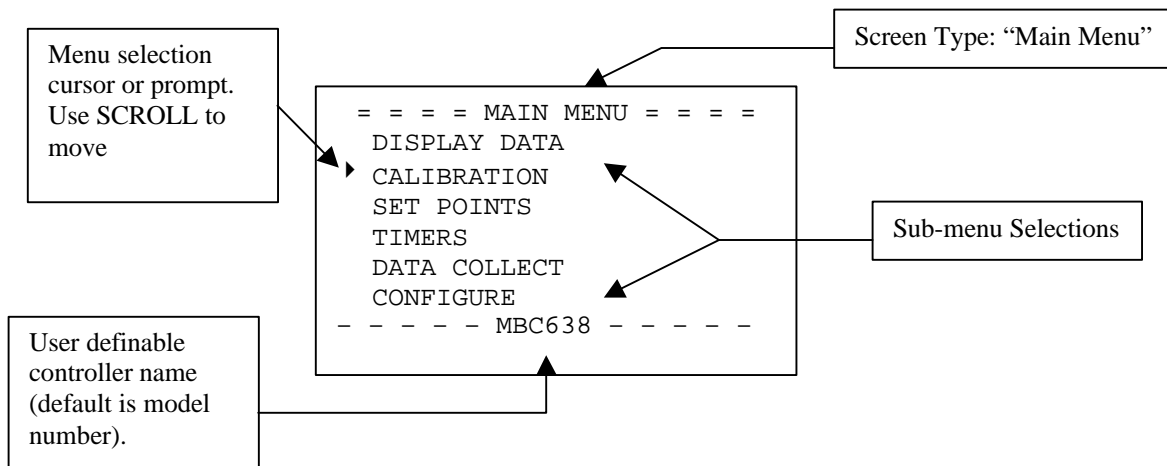 Menu selection
cursor or prompt.
Use SCROLL to
move
Screen Type: “Main Menu”
= = = = MAIN MENU = = = =
DISPLAY DATA
CALIBRATION
SET POINTS
TIMERS
DATA COLLECT
CONFIGURE
– – – – – MBC638 – – – – –
Sub-menu Selections
User definable
controller name
(default is model
number).